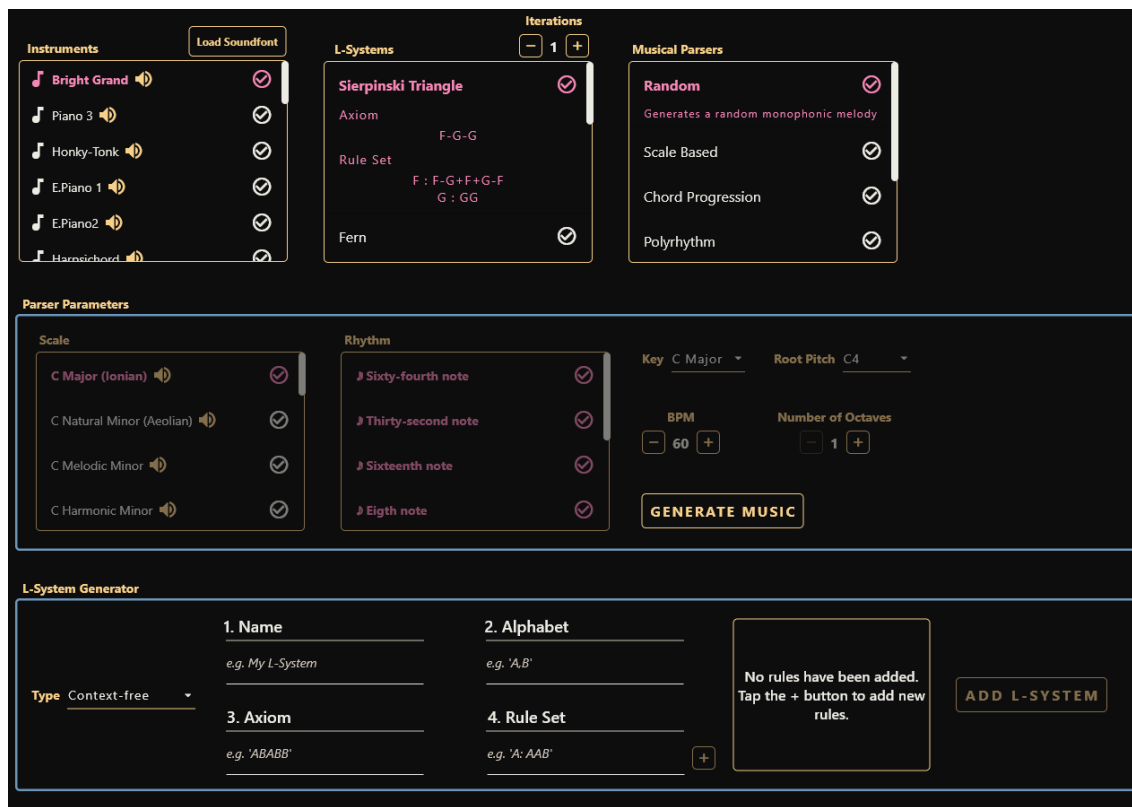 Iterations
Instruments
Load Soundfont
L-Systems
1
Musical Parsers
Bright Grand
Piano 3
Honky-Tonk
E.Piano 1
E.Piano2
Harpsichord
Sierpinski Triangle
Axiom
F-G-G
Rule Set
F : F-G+F+G-F
G : GG
Fern
Random
Generates a random monophonic melody
Scale Based
Chord Progression
Polyrhythm
Parser Parameters
Scale
C Major (Ionian)
C Natural Minor (Aeolian)
C Melodic Minor
C Harmonic Minor
Rhythm
Sixty-fourth note
Thirty-second note
Sixteenth note
Eigth note
Key C Major
Root Pitch C4
BPM
60
Number of Octaves
1
GENERATE MUSIC
L-System Generator
Type Context-free
1. Name
e.g. My L-System
2. Alphabet
e.g. 'A,B'
3. Axiom
e.g. 'ABABB'
4. Rule Set
e.g. 'A: AAB'
No rules have been added.
Tap the + button to add new
rules.
ADD L-SYSTEM